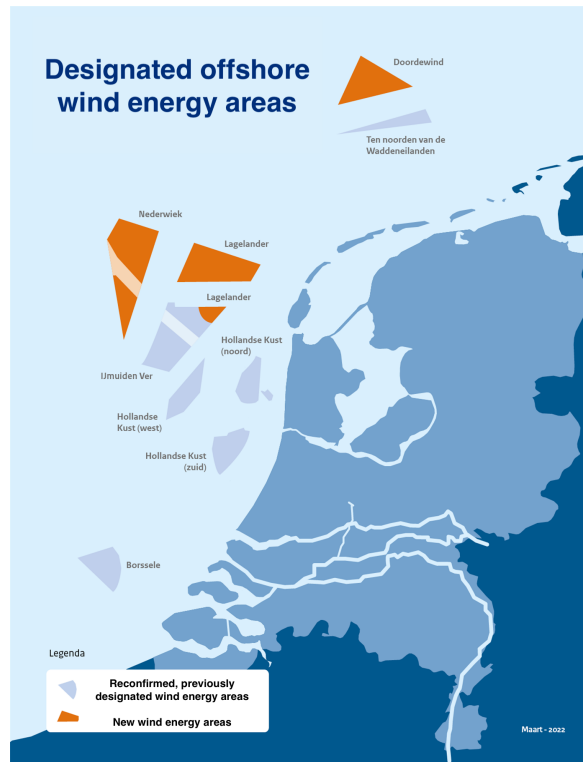 Designated offshore
wind energy areas
Doordewind
Ten noorden van de
Waddeneilanden
Nederwiek
Lagelander
Lagelander
Hollandse Kust
(noord)
IJmuiden Ver
Hollandse
Kust (west)
Hollandse Kust
(zuid)
Borssele
Legenda
Reconfirmed, previously
designated wind energy areas
New wind energy areas
Maart - 2022